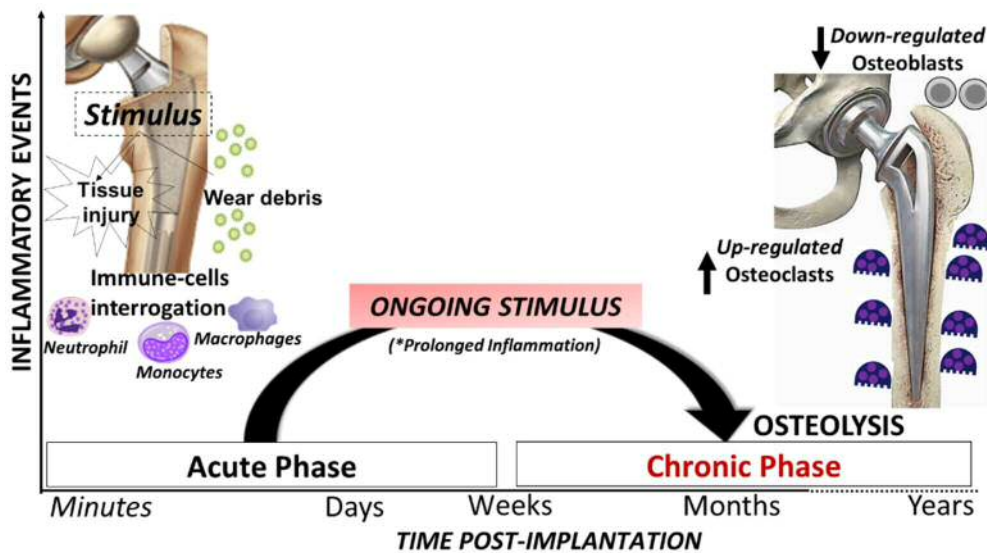 INFLAMMATORY EVENTS
Stimulus
Tissue
injury
Wear debris
Immune-cells
interrogation
Neutrophil
Monocytes
Macrophages
ONGOING STIMULUS
(*Prolonged Inflammation)
Down-regulated
Osteoblasts
Up-regulated
Osteoclasts
OSTEOLYSIS
Acute Phase
Chronic Phase
Minutes
Days
Weeks
Months
Years
TIME POST-IMPLANTATION